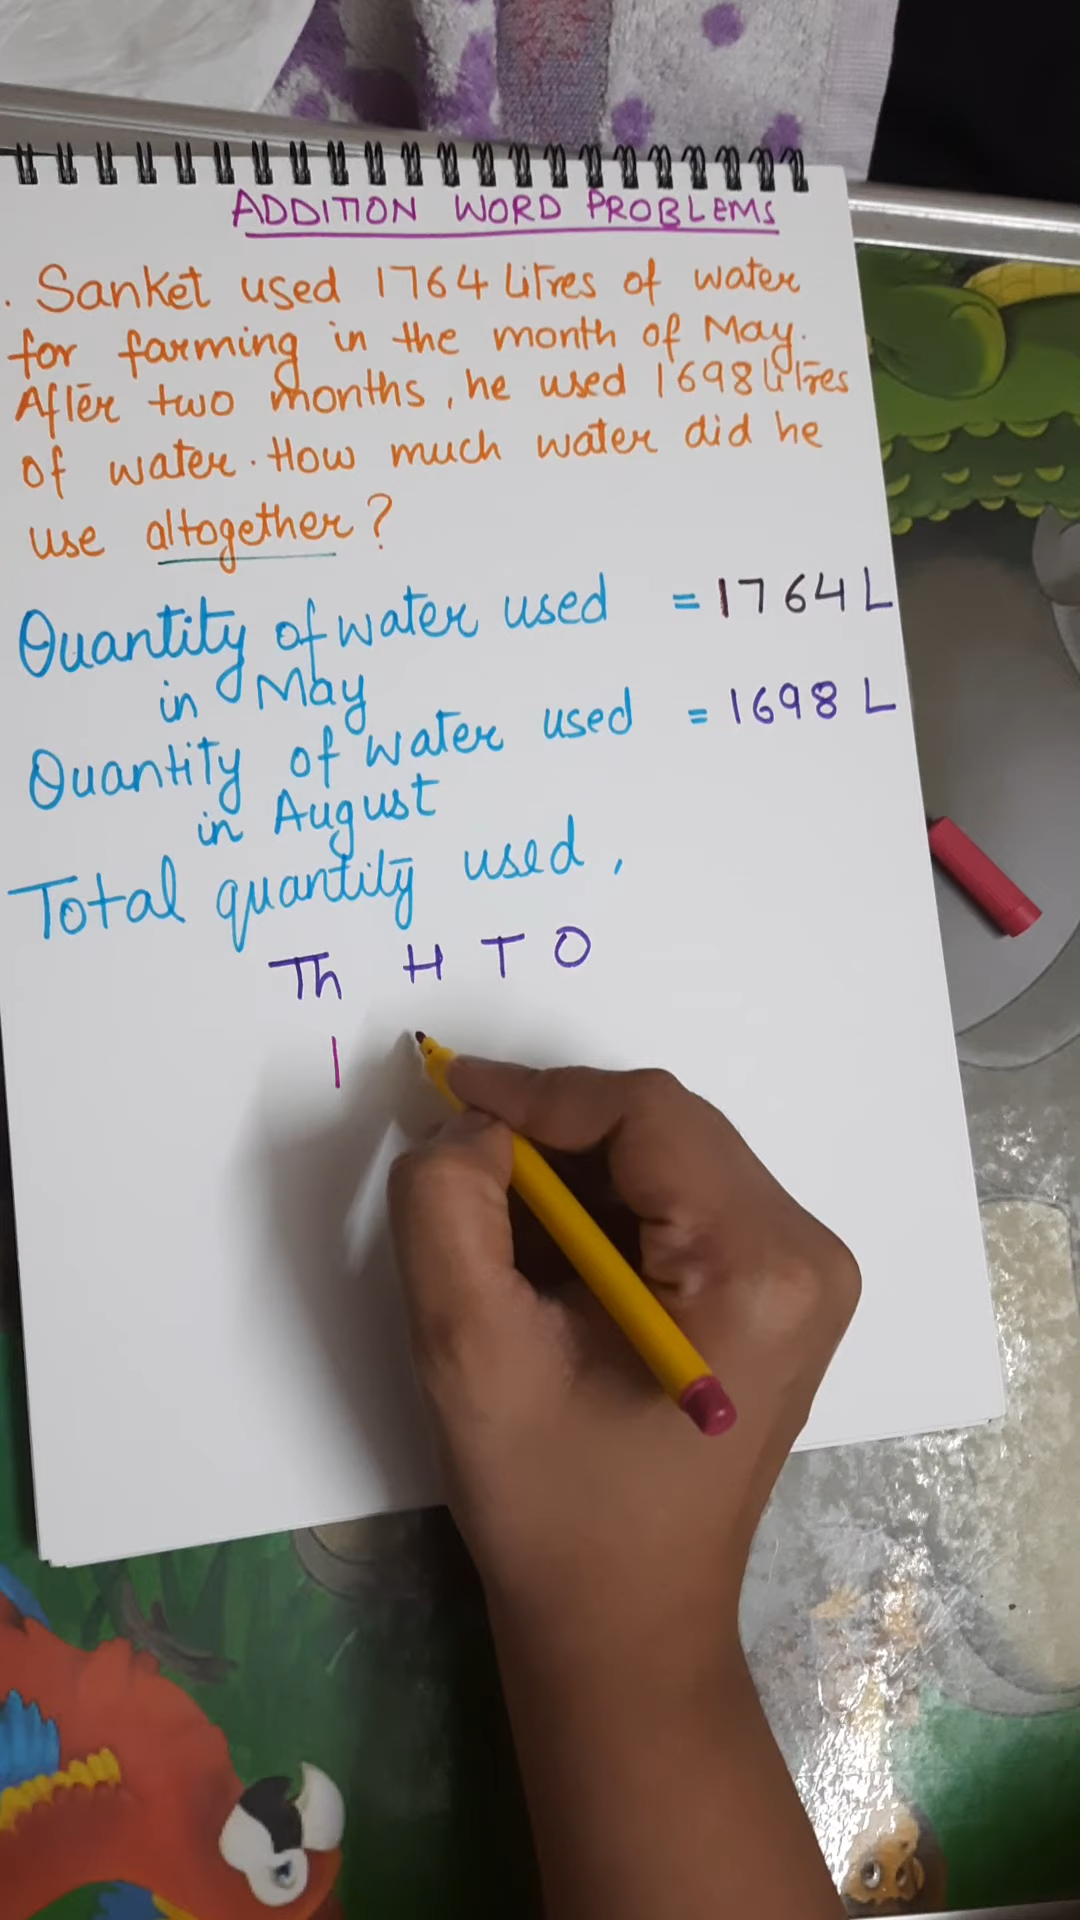 ADDITION WORD PROBLEMS
. Sanket used 1764 Litres of water
for farming in the month of May.
After two months, he used 1698 Litres
of water. How much water did he
use altogether?
Quantity of water used = 1764 L
in May
Quantity of water used = 1698 L
in August
Total quantity used,
Th H T O
1